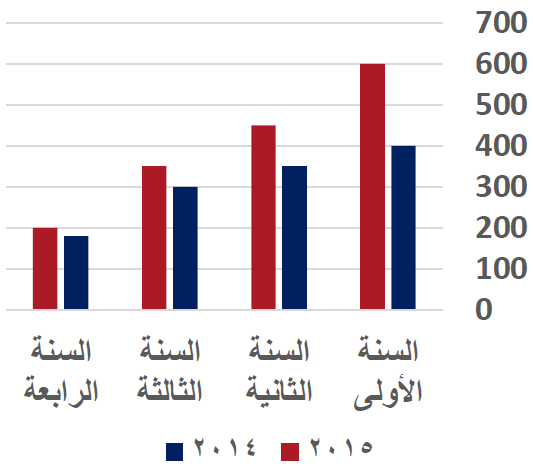 700
600
500
400
300
200
100
0
السنة الأولى
السنة الثانية
السنة الثالثة
السنة الرابعة
٢٠١٤
٢٠١٥